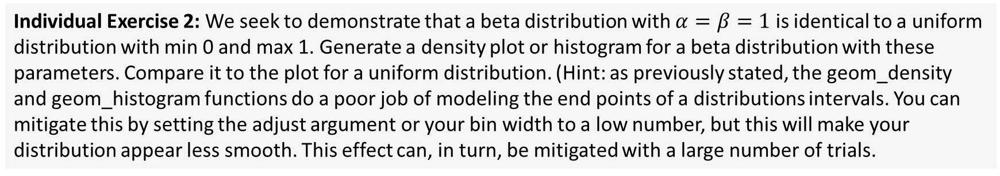 Individual Exercise 2: We seek to demonstrate that a beta distribution with α = β = 1 is identical to a uniform
distribution with min 0 and max 1. Generate a density plot or histogram for a beta distribution with these
parameters. Compare it to the plot for a uniform distribution. (Hint: as previously stated, the geom_density
and geom_histogram functions do a poor job of modeling the end points of a distributions intervals. You can
mitigate this by setting the adjust argument or your bin width to a low number, but this will make your
distribution appear less smooth. This effect can, in turn, be mitigated with a large number of trials.